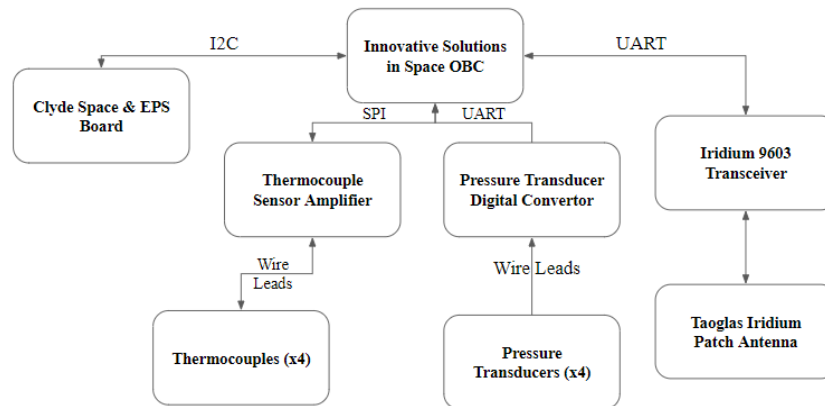 I2C
Innovative Solutions
in Space OBC
UART
Clyde Space & EPS
Board
SPI
UART
Thermocouple
Sensor Amplifier
Pressure Transducer
Digital Convertor
Iridium 9603
Transceiver
Wire
Leads
Wire Leads
Thermocouples (x4)
Pressure
Transducers (x4)
Taoglas Iridium
Patch Antenna